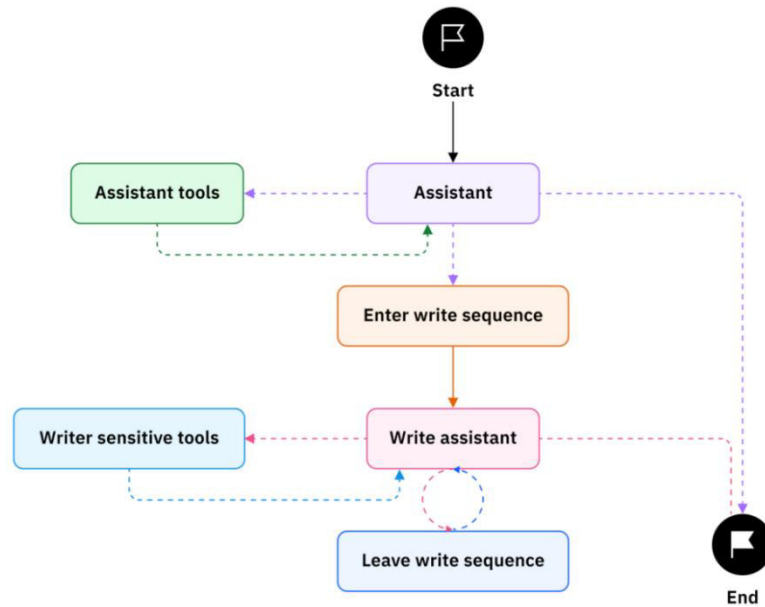 Start
Assistant tools
Assistant
Enter write sequence
Writer sensitive tools
Write assistant
Leave write sequence
End